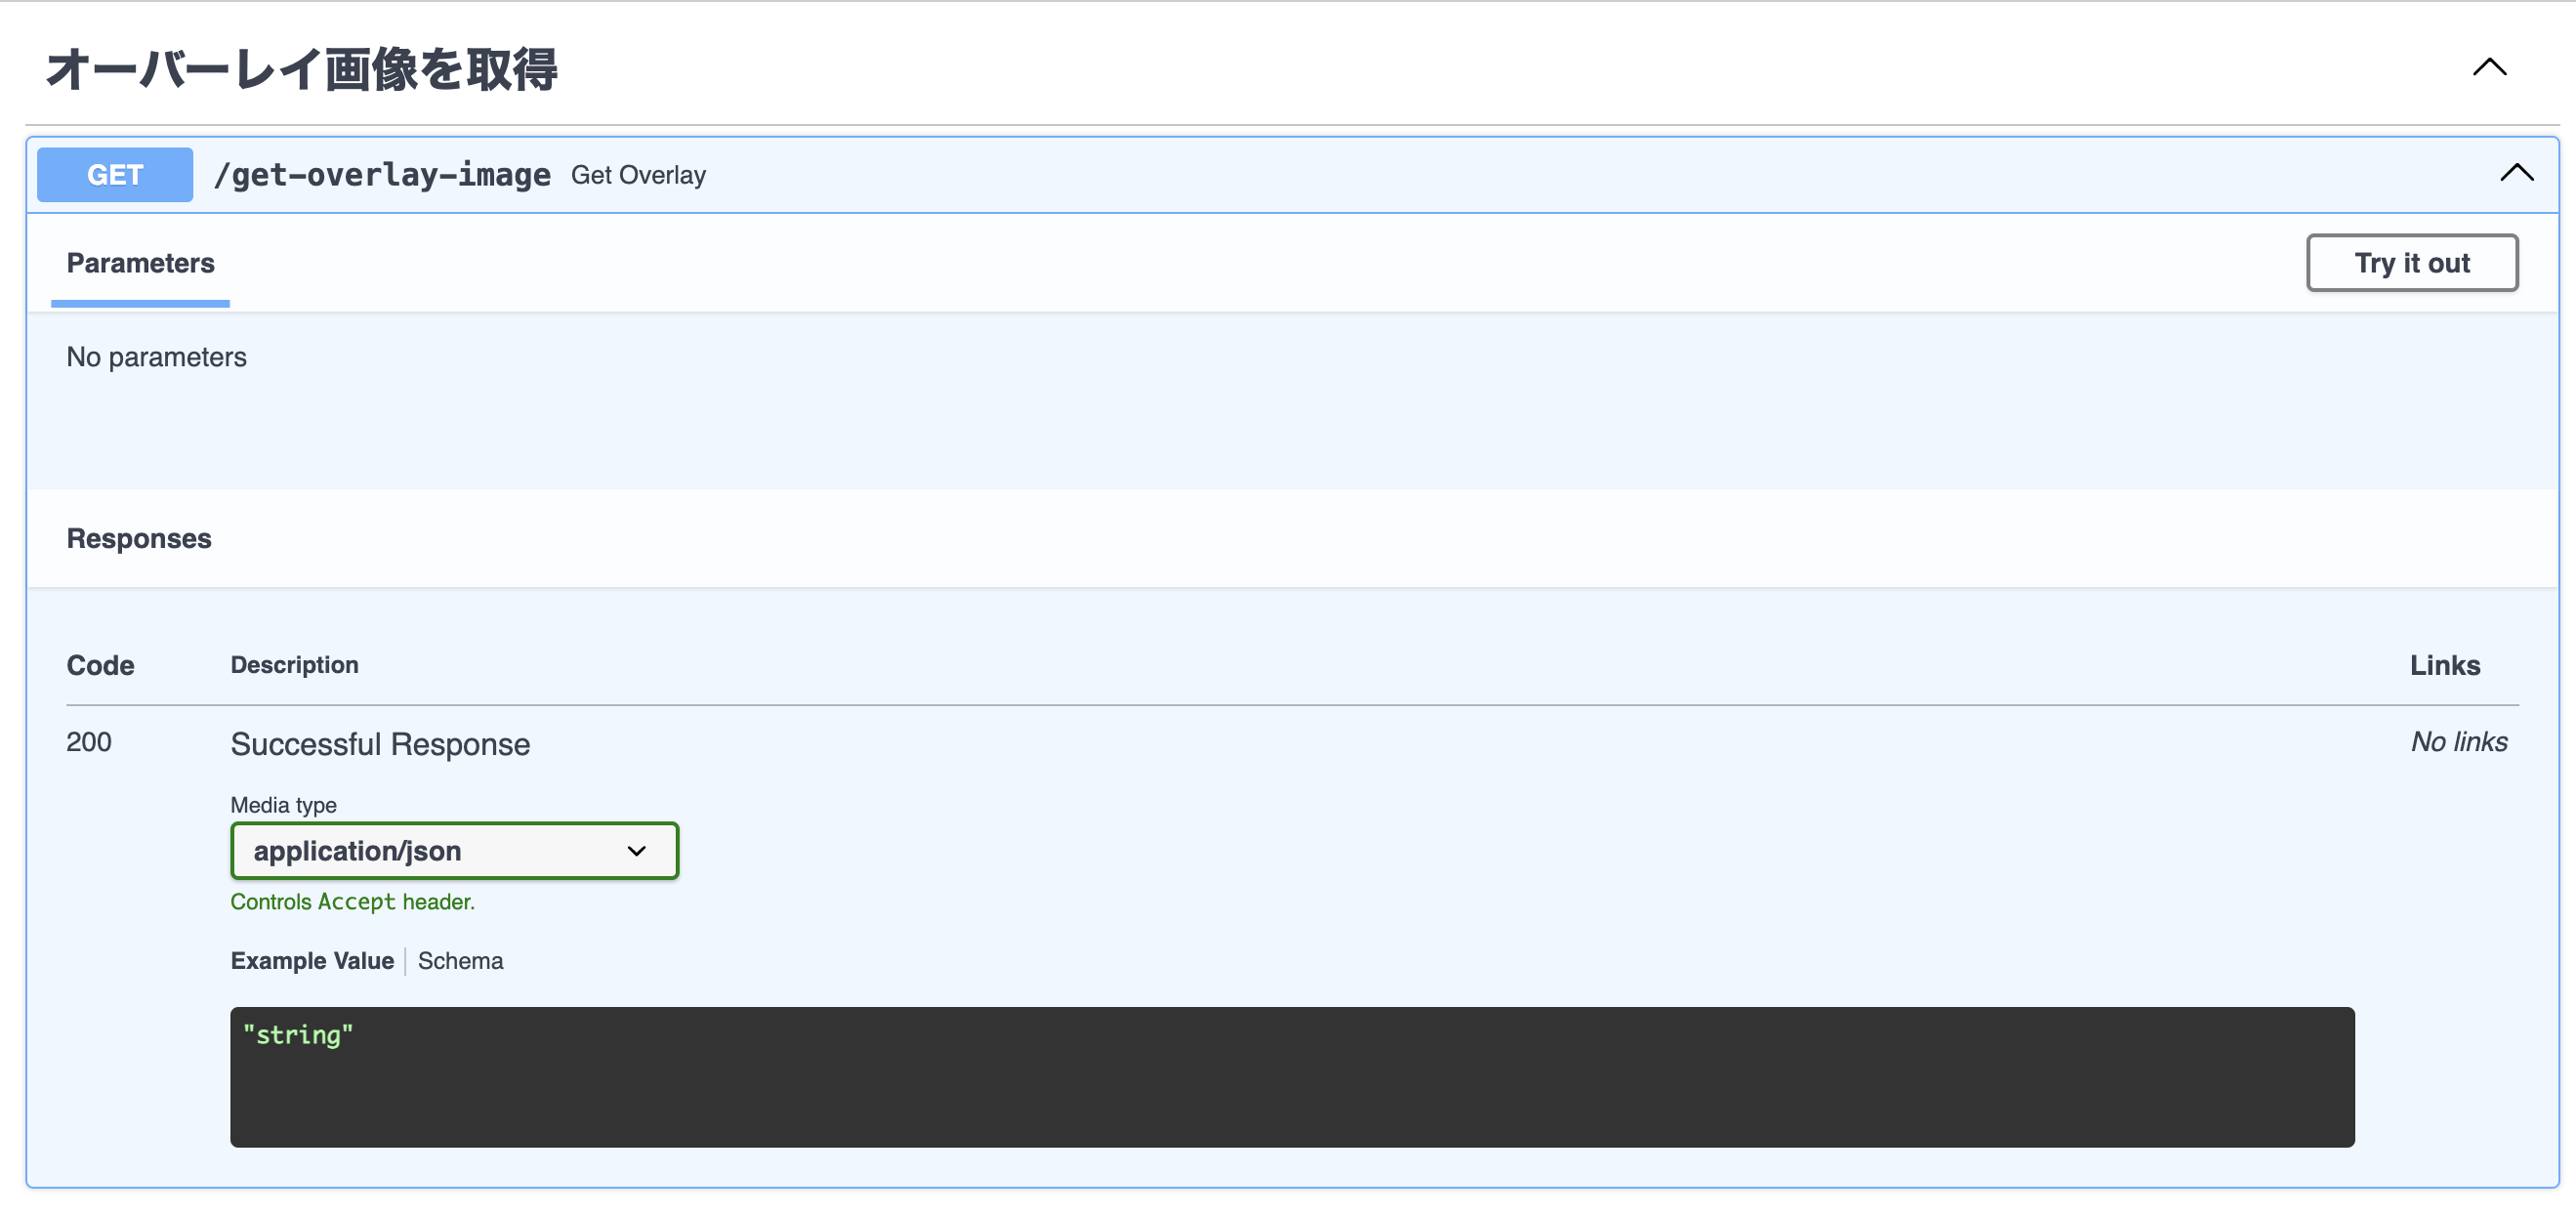 オーバーレイ画像を取得
GET /get-overlay-image Get Overlay
Parameters Try it out
No parameters
Responses
Code Description Links
200 Successful Response No links
Media type
application/json
Controls Accept header.
Example Value Schema
"string"